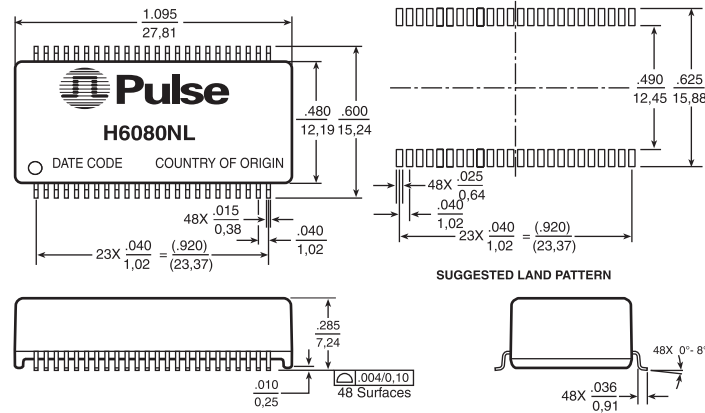 1.095
27,81
Pulse
H6080NL
DATE CODE COUNTRY OF ORIGIN
.480
12,19
.600
15,24
48X .015
0,38
.040
1,02
23X .040 = (.920)
1,02 (23,37)
.490
12,45
.625
15,88
48X .025
0,64
.040
1,02
23X .040 = (.920)
1,02 (23,37)
SUGGESTED LAND PATTERN
.285
7,24
.010
0,25
.004/0,10
48 Surfaces
48X 0°- 8°
48X .036
0,91